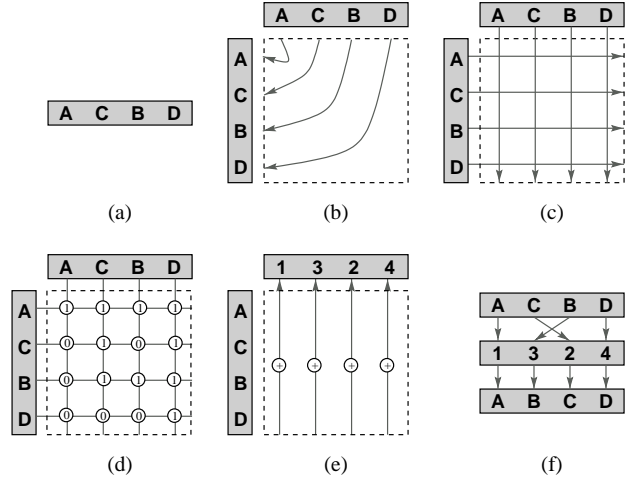 A C B D
(a)
A C B D
A
C
B
D
(b)
A C B D
A
C
B
D
(c)
A C B D
A 1 1 1 1
C 0 1 0 1
B 0 1 1 1
D 0 0 0 1
(d)
1 3 2 4
A
C
B
D
+ + + +
(e)
A C B D
1 3 2 4
A B C D
(f)